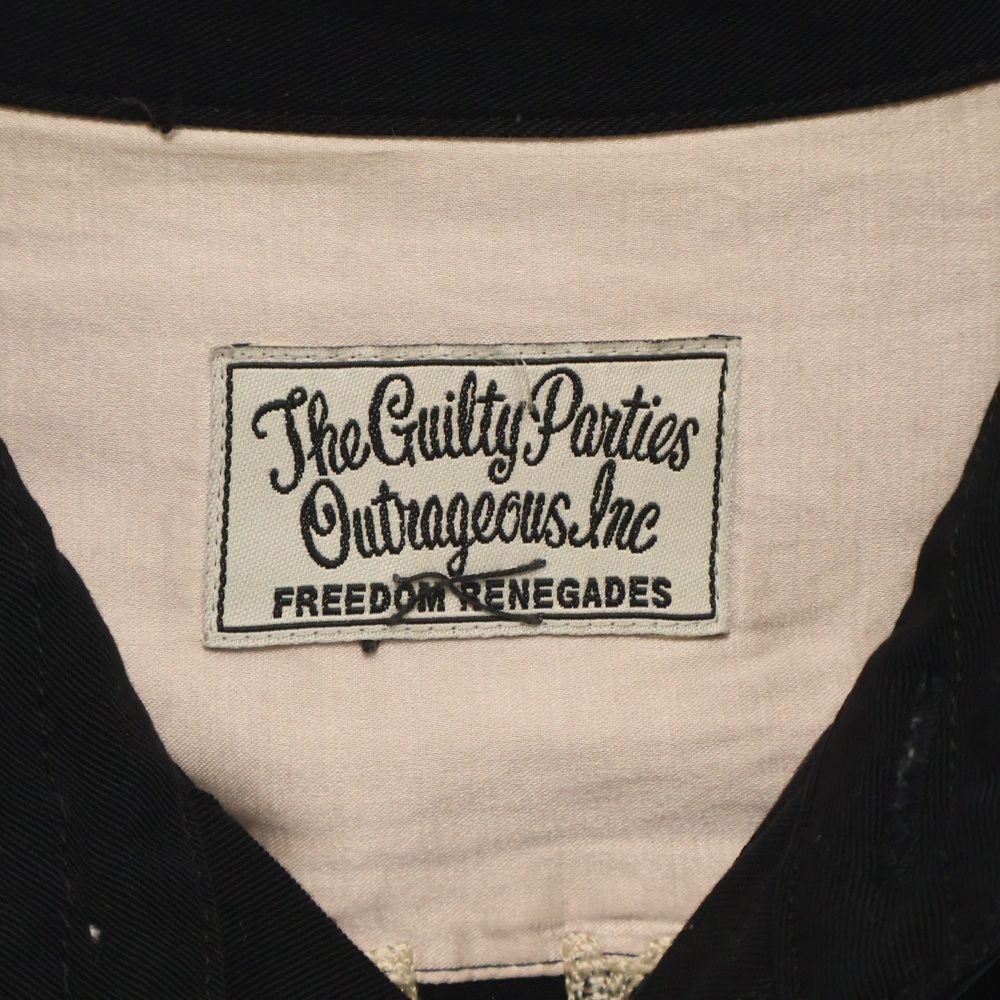 The Guilty Parties
Outrageous.Inc
FREEDOM RENEGADES